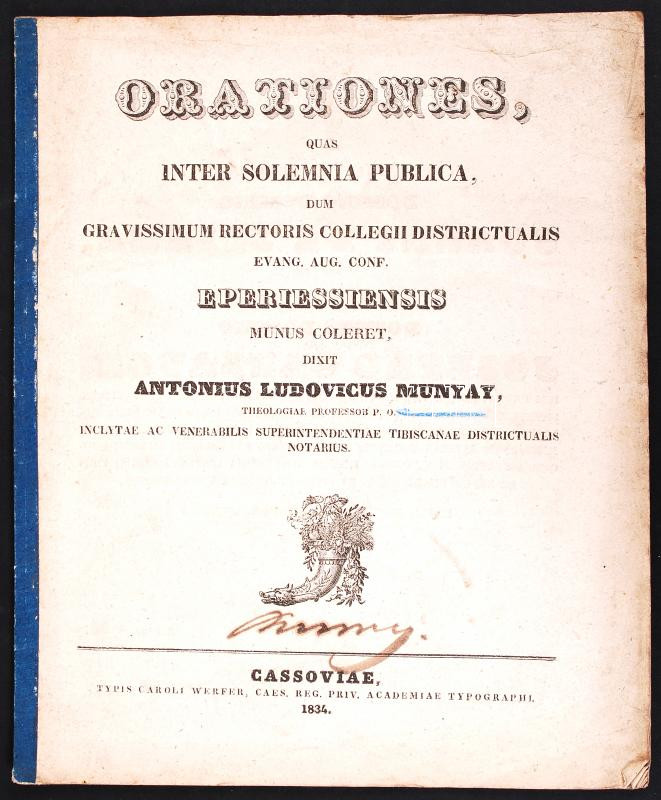 ORATIONES,
QUAS
INTER SOLEMNIA PUBLICA,
DUM
GRAVISSIMUM RECTORIS COLLEGII DISTRICTUALIS
EVANG. AUG. CONF.
EPERIESSIENSIS
MUNUS COLERET,
DIXIT
ANTONIUS LUDOVICUS MUNYAY,
THEOLOGIAE PROFESSOR P. O.
INCLYTAE AC VENERABILIS SUPERINTENDENTIAE TIBISCANAE DISTRICTUALIS
NOTARIUS.
CASSOVIAE,
TYPIS CAROLI WERFER, CAES. REG. PRIV. ACADEMIAE TYPOGRAPHI.
1834.